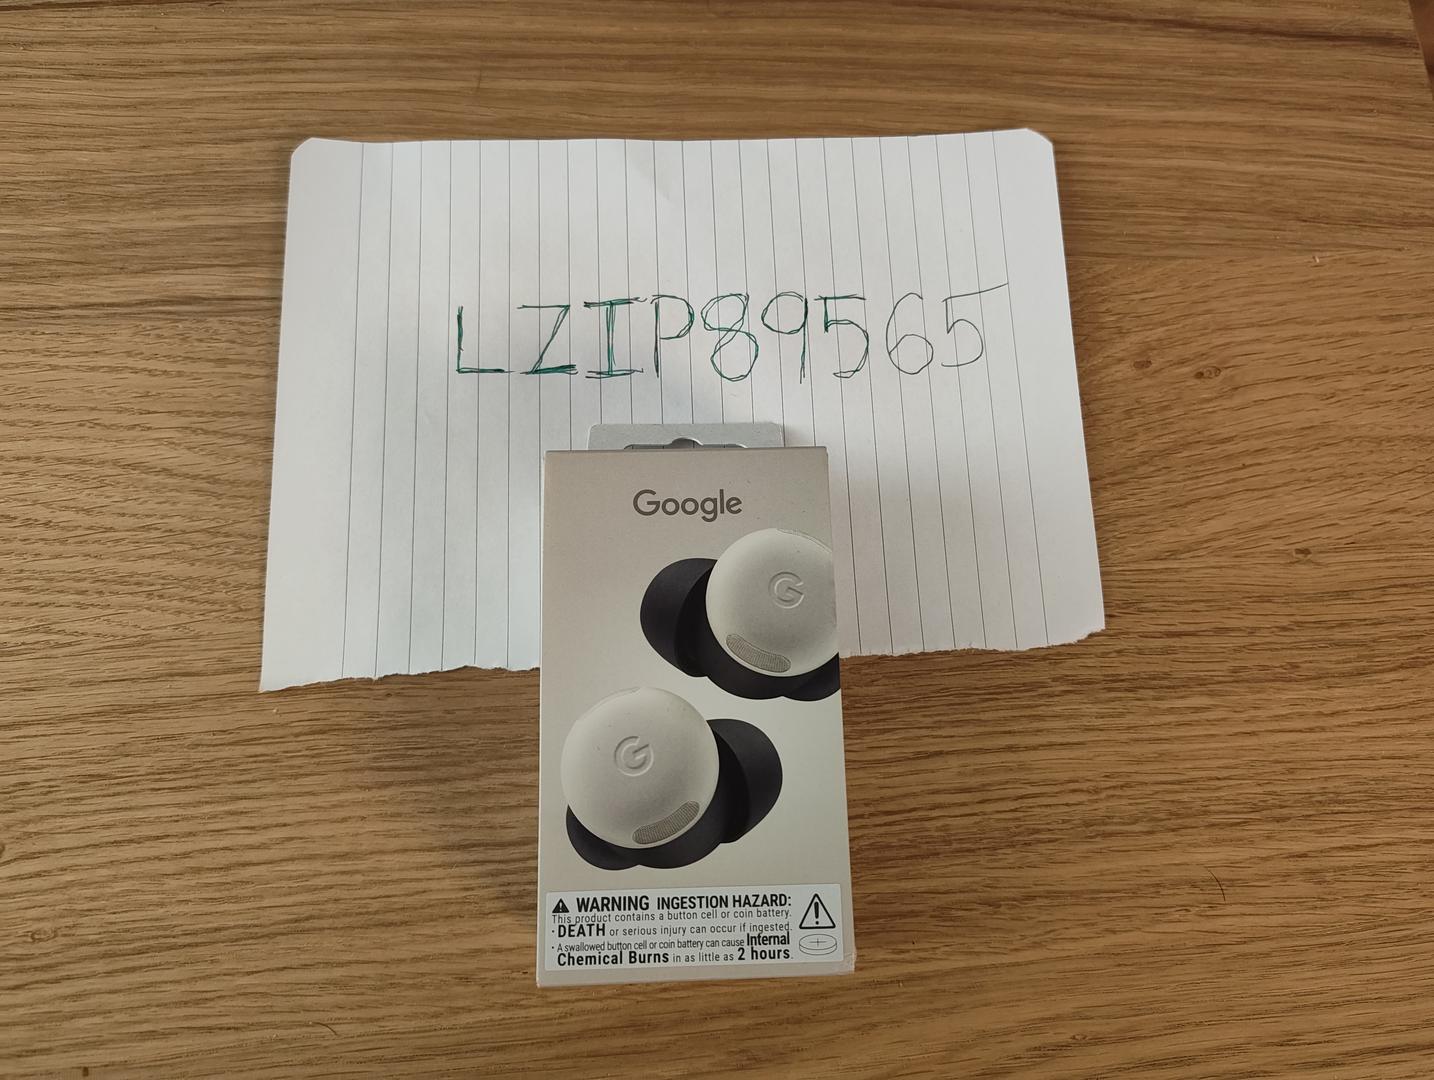 LZIP89565
Google
G
G
WARNING INGESTION HAZARD:
This product contains a button cell or coin battery.
· DEATH or serious injury can occur if ingested.
· A swallowed button cell or coin battery can cause Internal
Chemical Burns in as little as 2 hours.